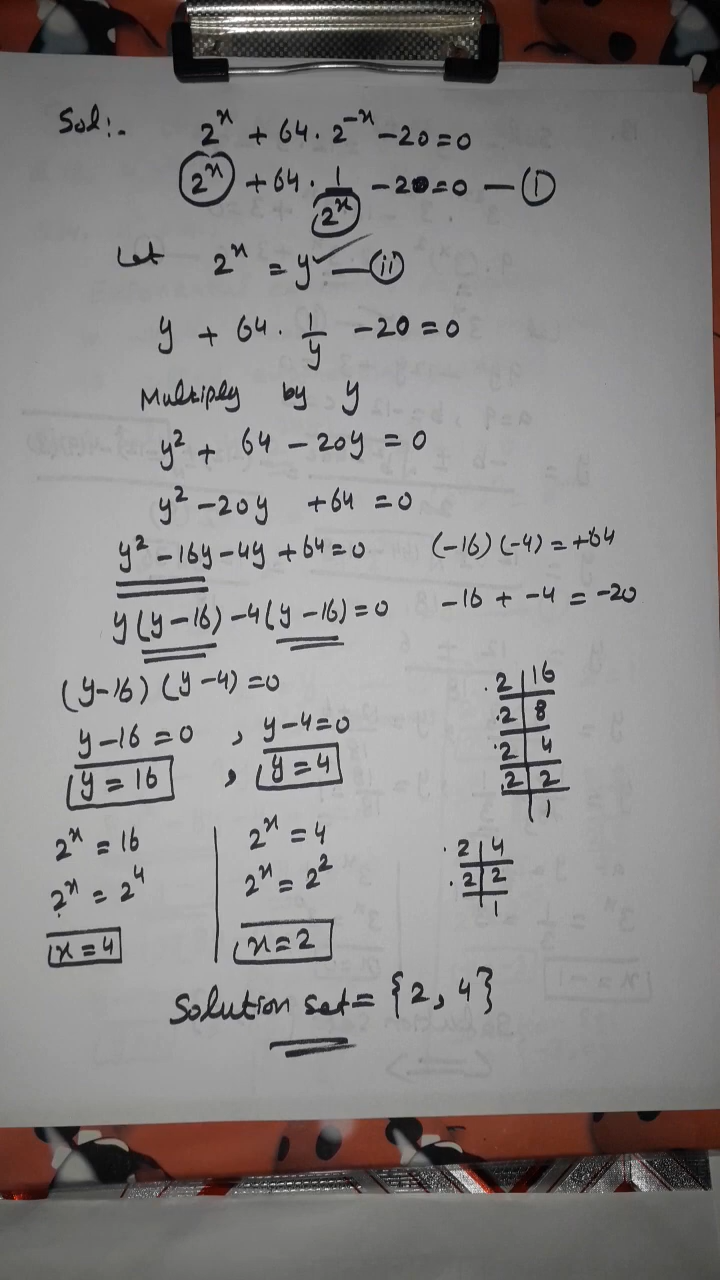 Sol:-
2^x + 64 . 2^-x - 20 = 0
2^x + 64 . 1/2^x - 20 = 0 — (i)
Let 2^x = y ✓ — (ii)
y + 64 . 1/y - 20 = 0
Multiply by y
y² + 64 - 20y = 0
y² - 20y + 64 = 0
y² - 16y - 4y + 64 = 0 (-16) (-4) = +64
y (y - 16) - 4 (y - 16) = 0 -16 + -4 = -20
(y - 16) (y - 4) = 0
y - 16 = 0 , y - 4 = 0
y = 16 , y = 4
2 | 16
2 | 8
2 | 4
2 | 2
1
2^x = 16 | 2^x = 4
2^x = 2^4 | 2^x = 2^2
x = 4 | x = 2
2 | 4
2 | 2
1
Solution set = {2, 4}